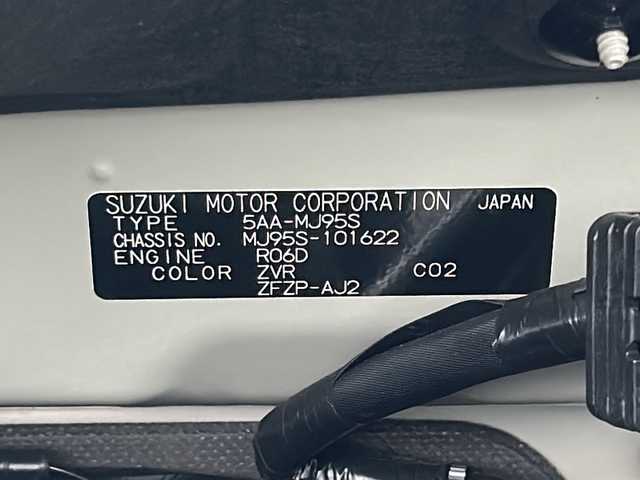 SUZUKI MOTOR CORPORATION JAPAN
TYPE 5AA-MJ95S
CHASSIS NO. MJ95S-101622
ENGINE R06D
COLOR ZVR C02
ZFZP-AJ2